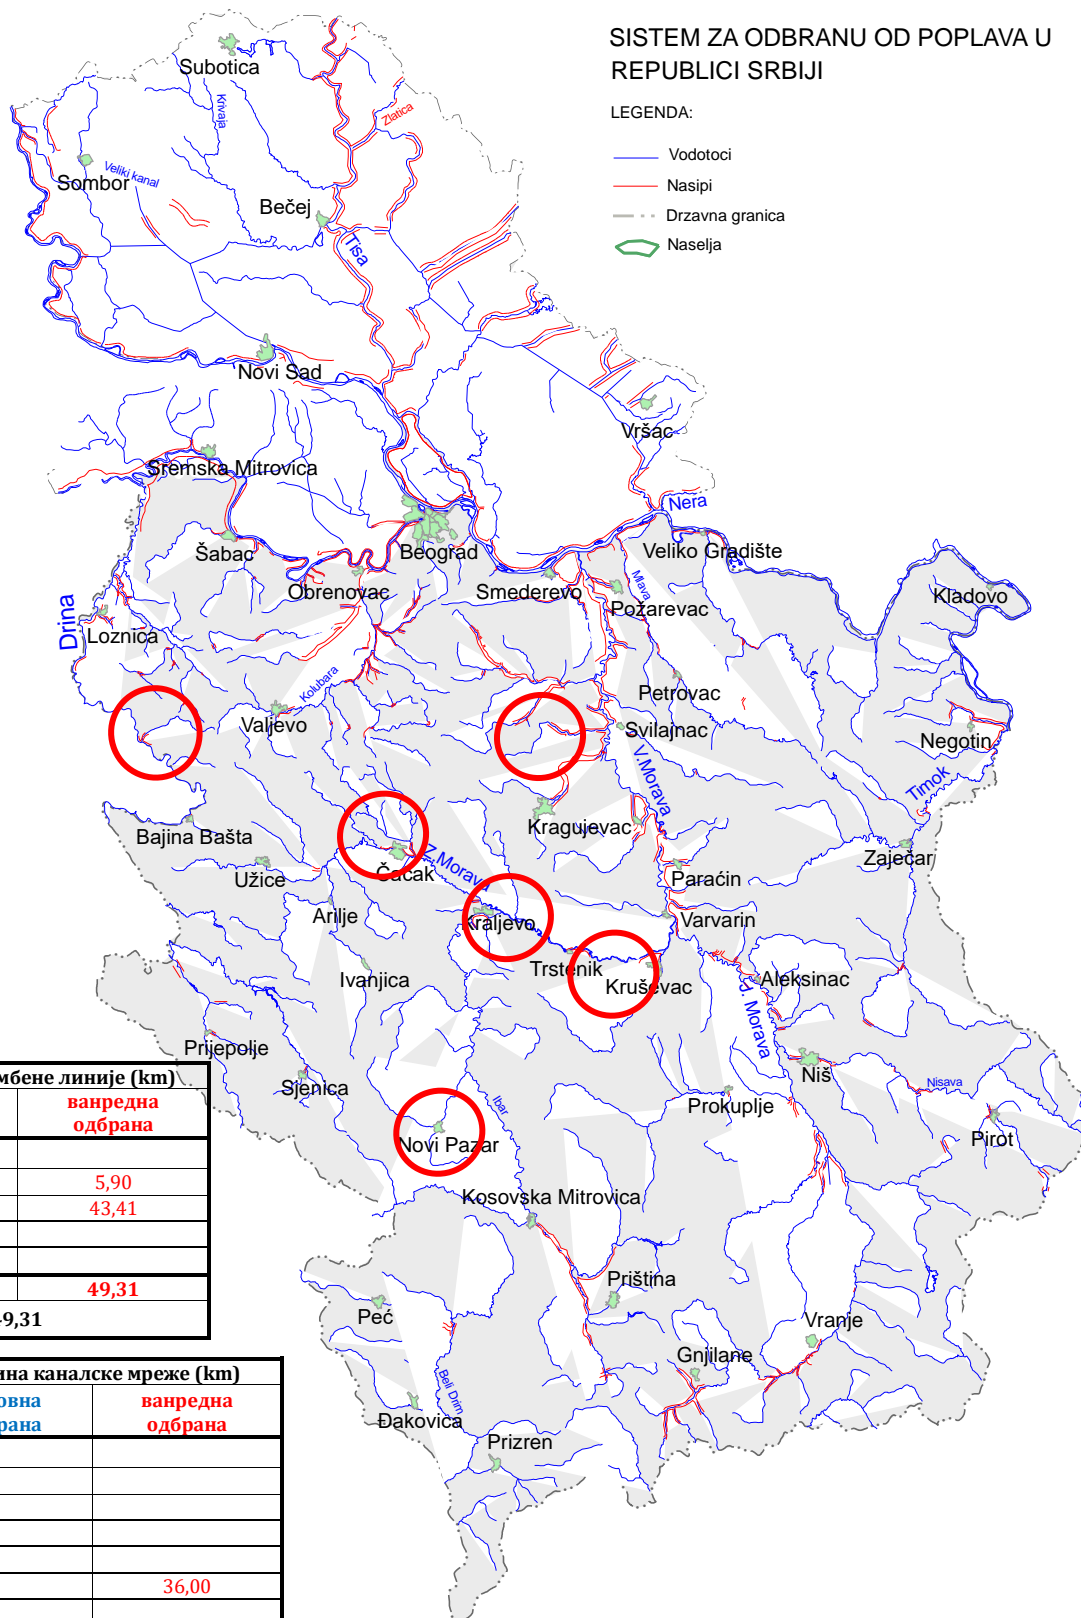 SISTEM ZA ODBRANU OD POPLAVA U
REPUBLICI SRBIJI
LEGENDA:
Vodotoci
Nasipi
Drzavna granica
Naselja
Subotica
Krivaja
Zlatica
Sombor
Veliki kanal
Bečej
Tisa
Novi Sad
Vršac
Sremska Mitrovica
Nera
Šabac
Beograd
Veliko Gradište
Obrenovac
Smederevo
Mlava
Požarevac
Kladovo
Drina
Loznica
Kolubara
Petrovac
Valjevo
Svilajnac
Negotin
V.Morava
Timok
Bajina Bašta
Kragujevac
Zaječar
Čačak
Z.Morava
Užice
Paraćin
Arilje
Kraljevo
Varvarin
Trstenik
Ivanjica
Kruševac
Aleksinac
J. Morava
Prijepolje
Niš
Sjenica
Ibar
Prokuplje
Nisava
Pirot
Novi Pazar
Kosovska Mitrovica
Priština
Peć
Vranje
Gnjilane
Beli Drim
Đakovica
Prizren
мбене линије (km)
ванредна
одбрана
5,90
43,41
49,31
9,31
ина каналске мреже (km)
овна ванредна
рана одбрана
36,00